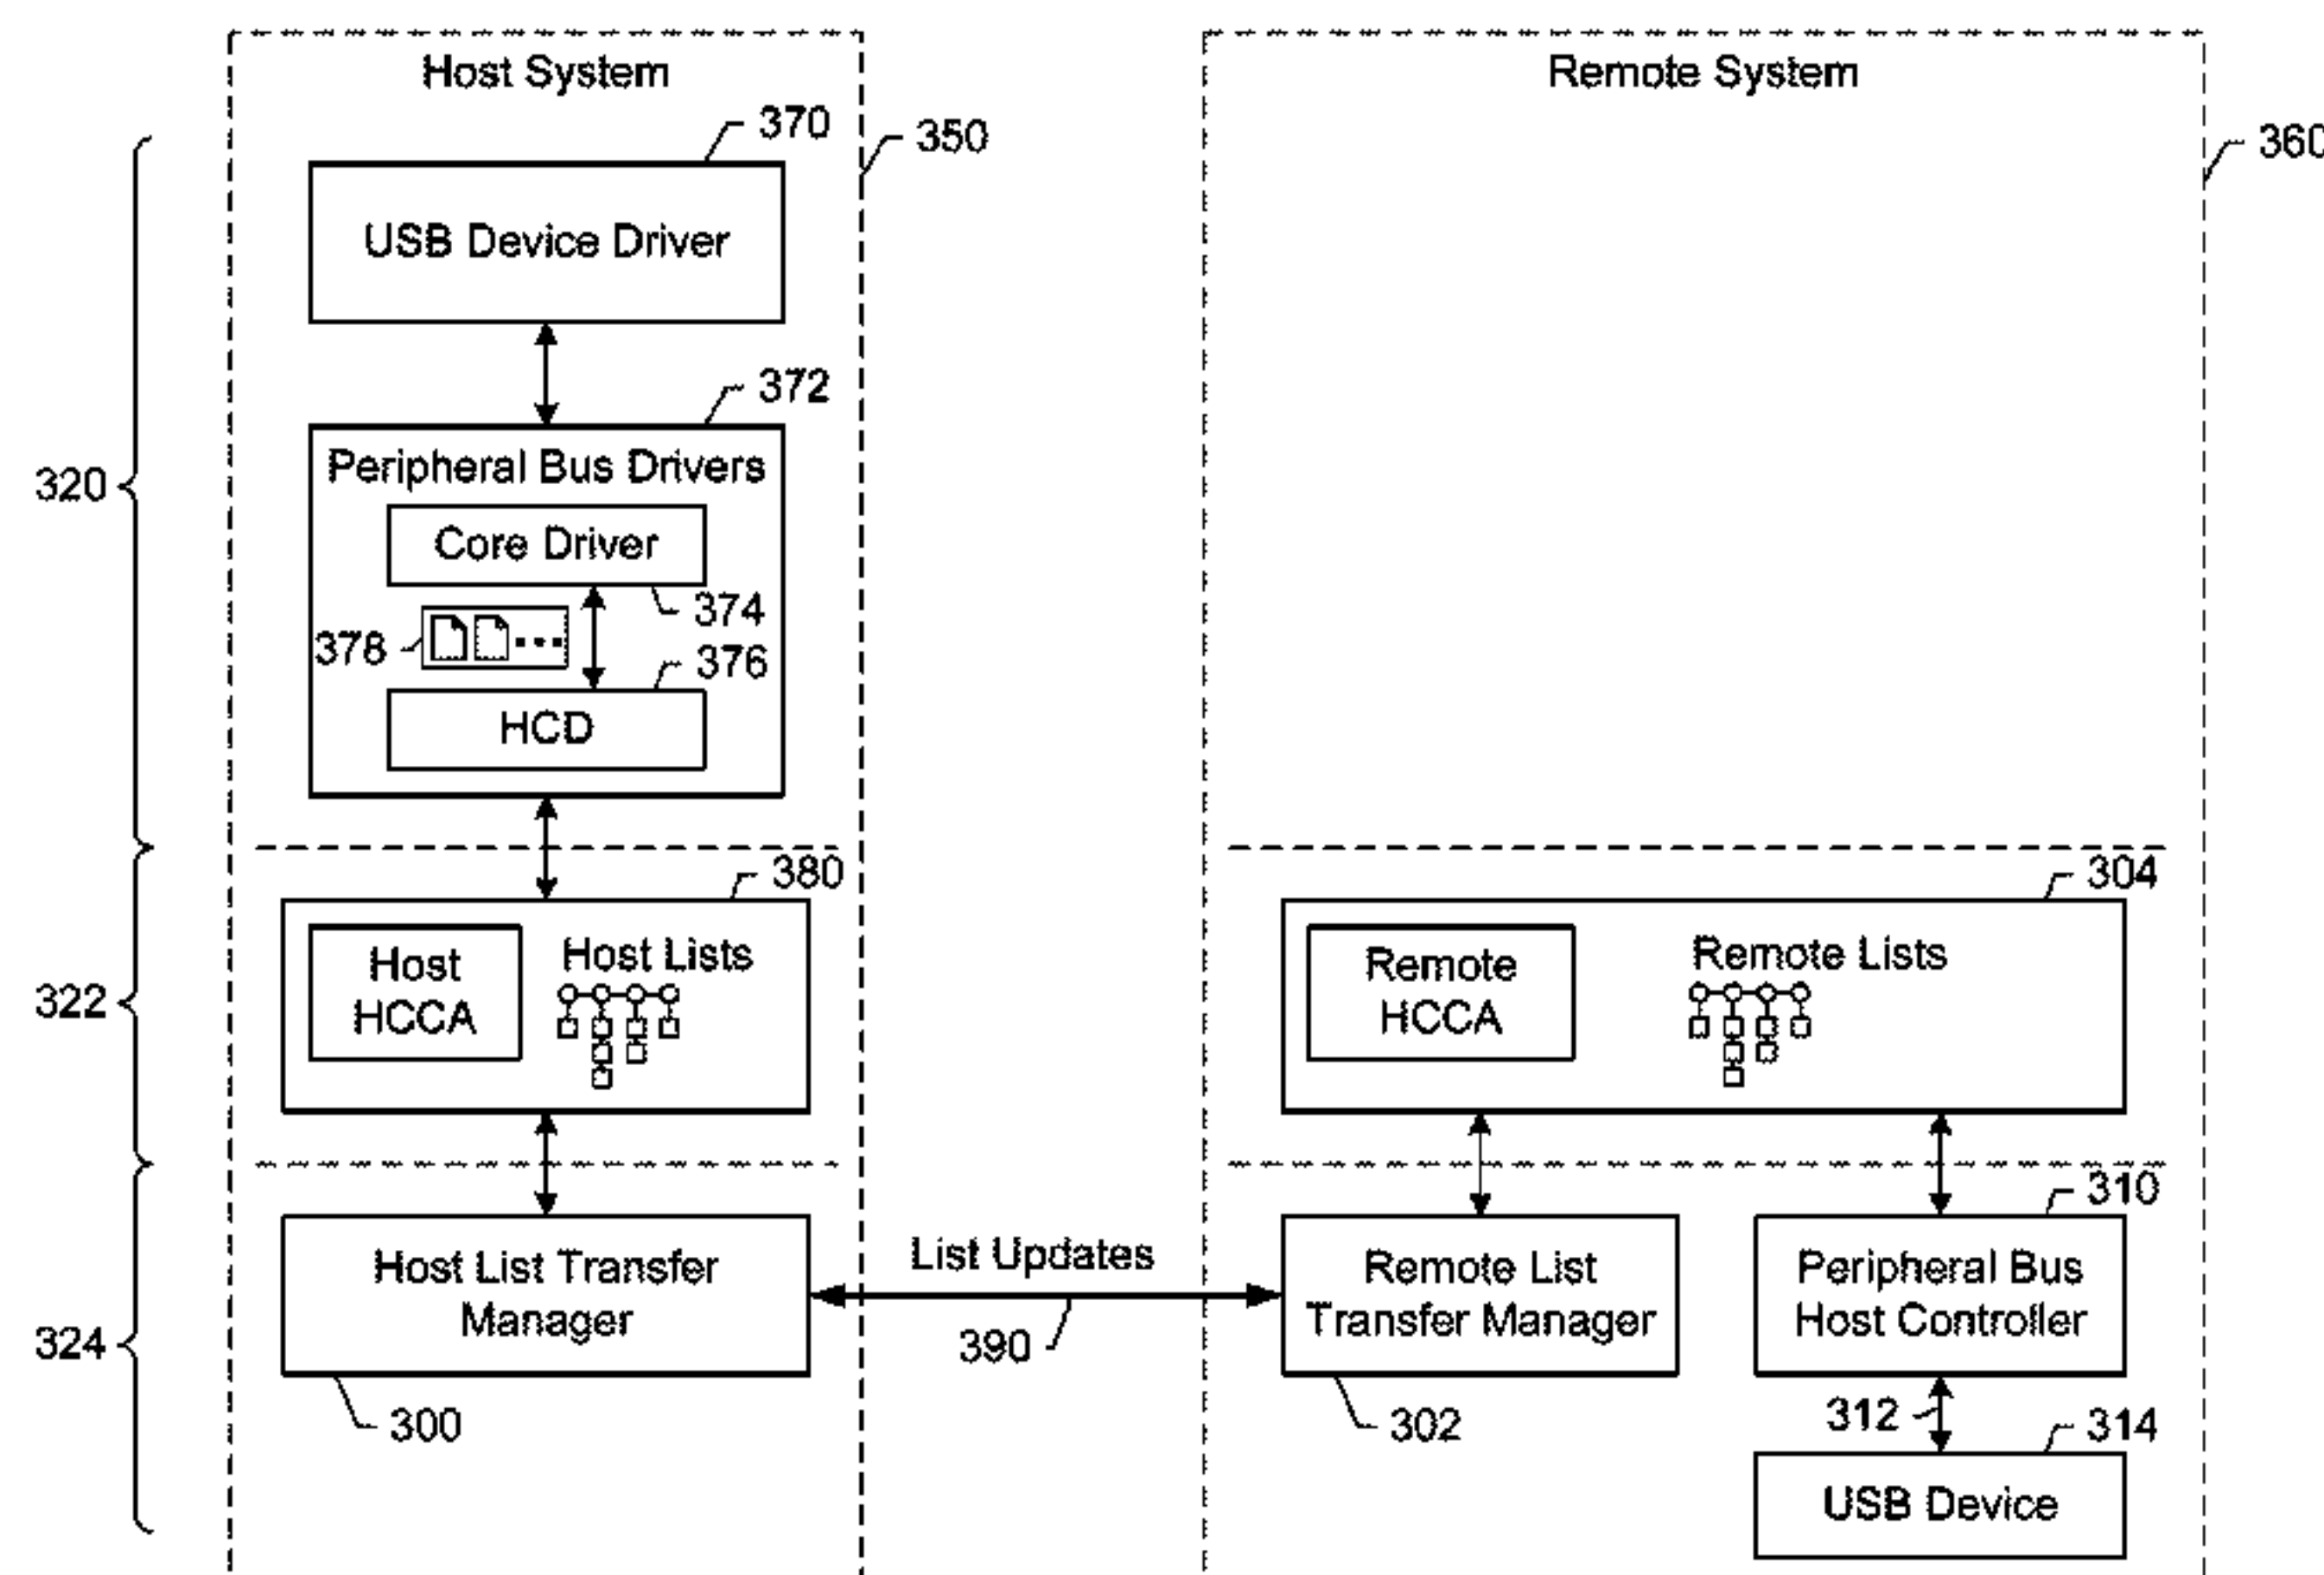 Host System
Remote System
370
350
360
USB Device Driver
372
320
Peripheral Bus Drivers
Core Driver
374
378
376
HCD
380
304
322
Host
HCCA
Host Lists
Remote
HCCA
Remote Lists
310
324
Host List Transfer
Manager
List Updates
390
Remote List
Transfer Manager
Peripheral Bus
Host Controller
300
302
312
314
USB Device